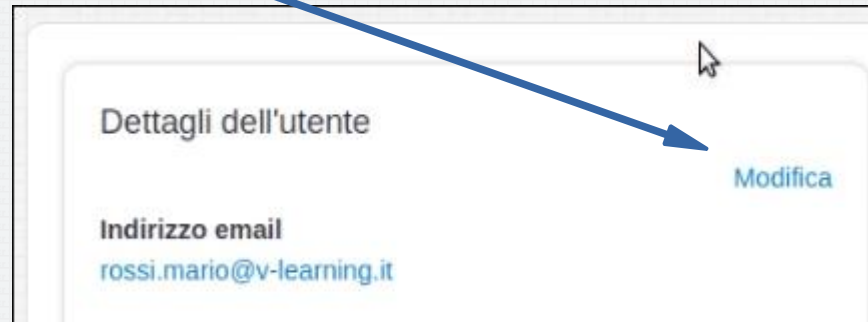 Dettagli dell'utente
Modifica
Indirizzo email
rossi.mario@v-learning.it